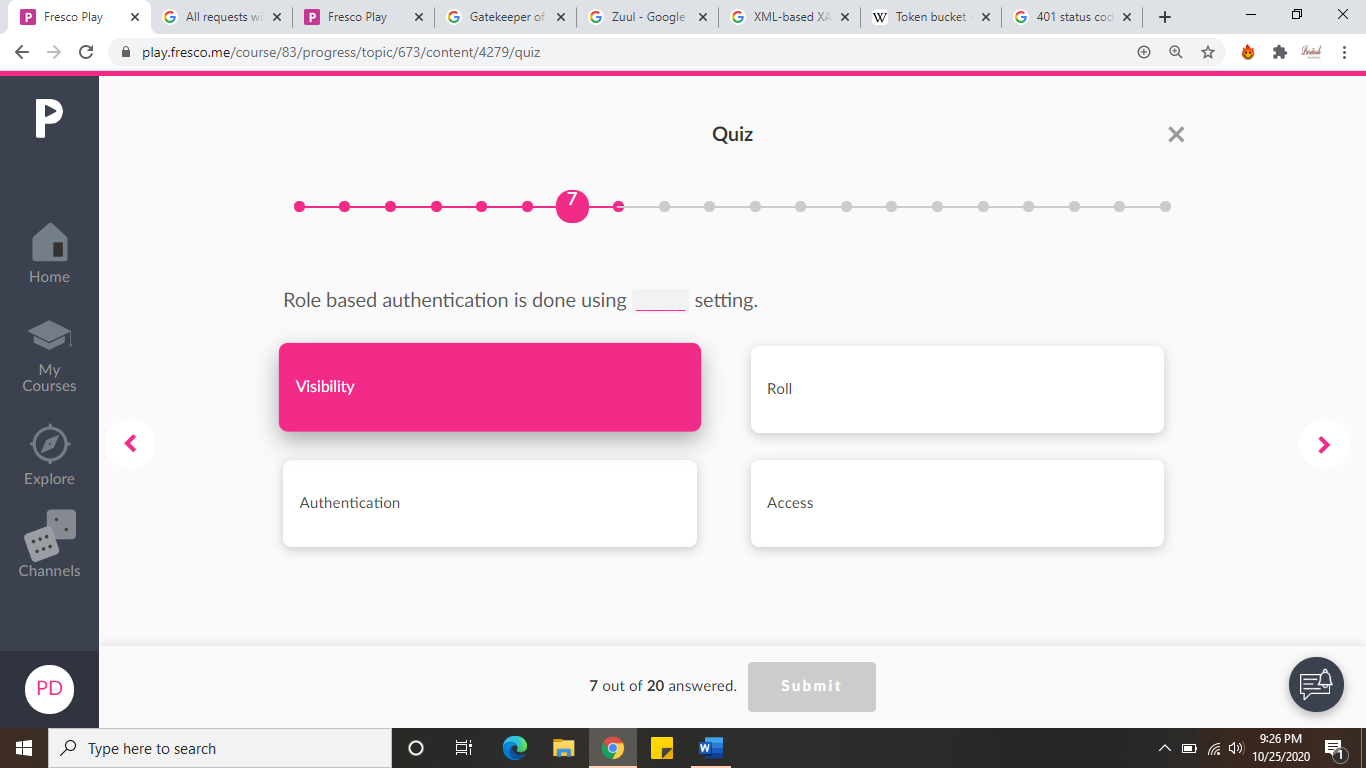 Fresco Play
All requests wi
Fresco Play
Gatekeeper of
Zuul - Google
XML-based XA
Token bucket -
401 status cod
play.fresco.me/course/83/progress/topic/673/content/4279/quiz
P
Home
My
Courses
Explore
Channels
PD
Quiz
7
Role based authentication is done using _____ setting.
Visibility
Roll
Authentication
Access
7 out of 20 answered.
Submit
Type here to search
9:26 PM
10/25/2020
1